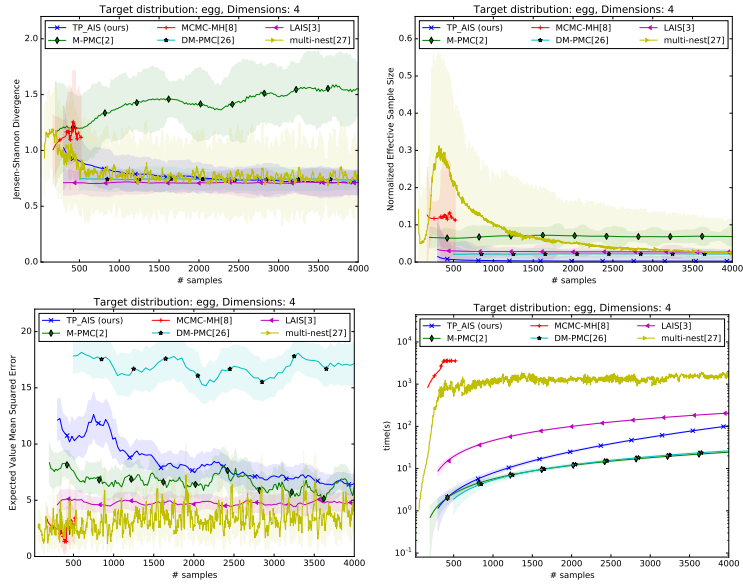 Target distribution: egg, Dimensions: 4
TP_AIS (ours) MCMC-MH[8] LAIS[3]
M-PMC[2] DM-PMC[26] multi-nest[27]
Jensen-Shannon Divergence
2.0
1.5
1.0
0.5
0.0
500 1000 1500 2000 2500 3000 3500 4000
# samples
Target distribution: egg, Dimensions: 4
TP_AIS (ours) MCMC-MH[8] LAIS[3]
M-PMC[2] DM-PMC[26] multi-nest[27]
Normalized Effective Sample Size
0.6
0.5
0.4
0.3
0.2
0.1
0.0
500 1000 1500 2000 2500 3000 3500 4000
# samples
Target distribution: egg, Dimensions: 4
TP_AIS (ours) MCMC-MH[8] LAIS[3]
M-PMC[2] DM-PMC[26] multi-nest[27]
Expected Value Mean Squared Error
20
15
10
5
0
500 1000 1500 2000 2500 3000 3500 4000
# samples
Target distribution: egg, Dimensions: 4
TP_AIS (ours) MCMC-MH[8] LAIS[3]
M-PMC[2] DM-PMC[26] multi-nest[27]
time(s)
10^4
10^3
10^2
10^1
10^0
10^-1
500 1000 1500 2000 2500 3000 3500 4000
# samples